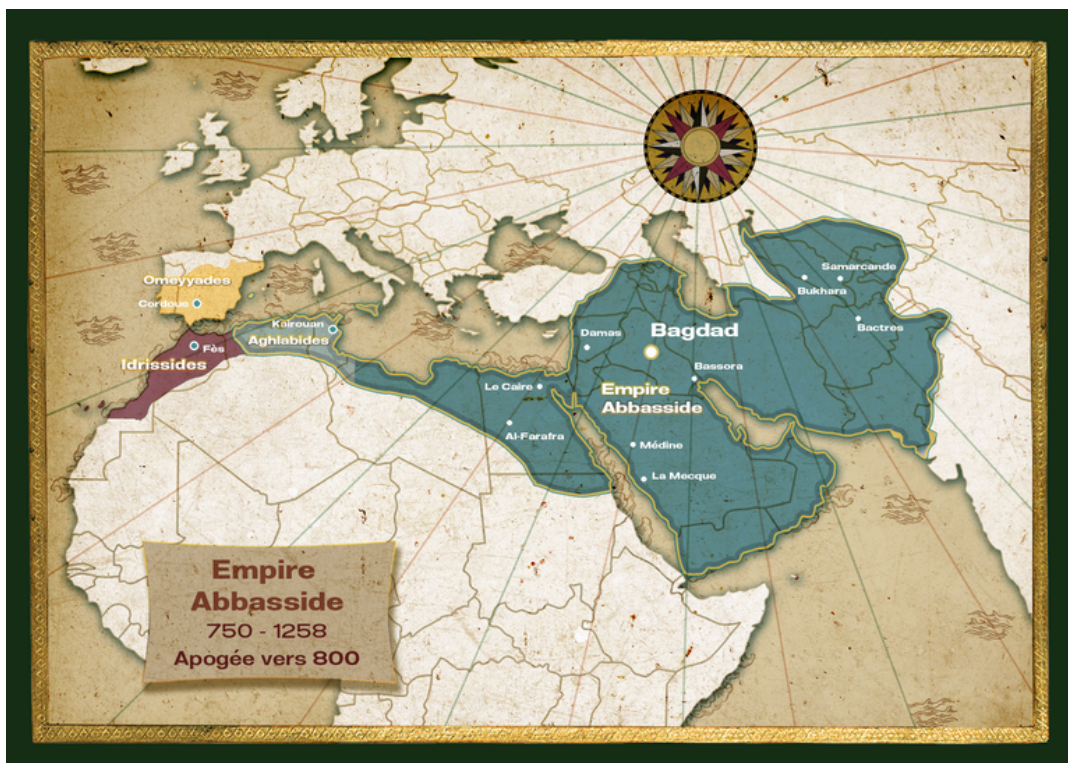 Samarcande
Bukhara
Omeyyades
Cordoue
Bactres
Kairouan
Aghlabides
Bagdad
Damas
Fès
Idrissides
Bassora
Le Caire
Empire
Abbasside
Al-Farafra
Médine
La Mecque
Empire
Abbasside
750 - 1258
Apogée vers 800